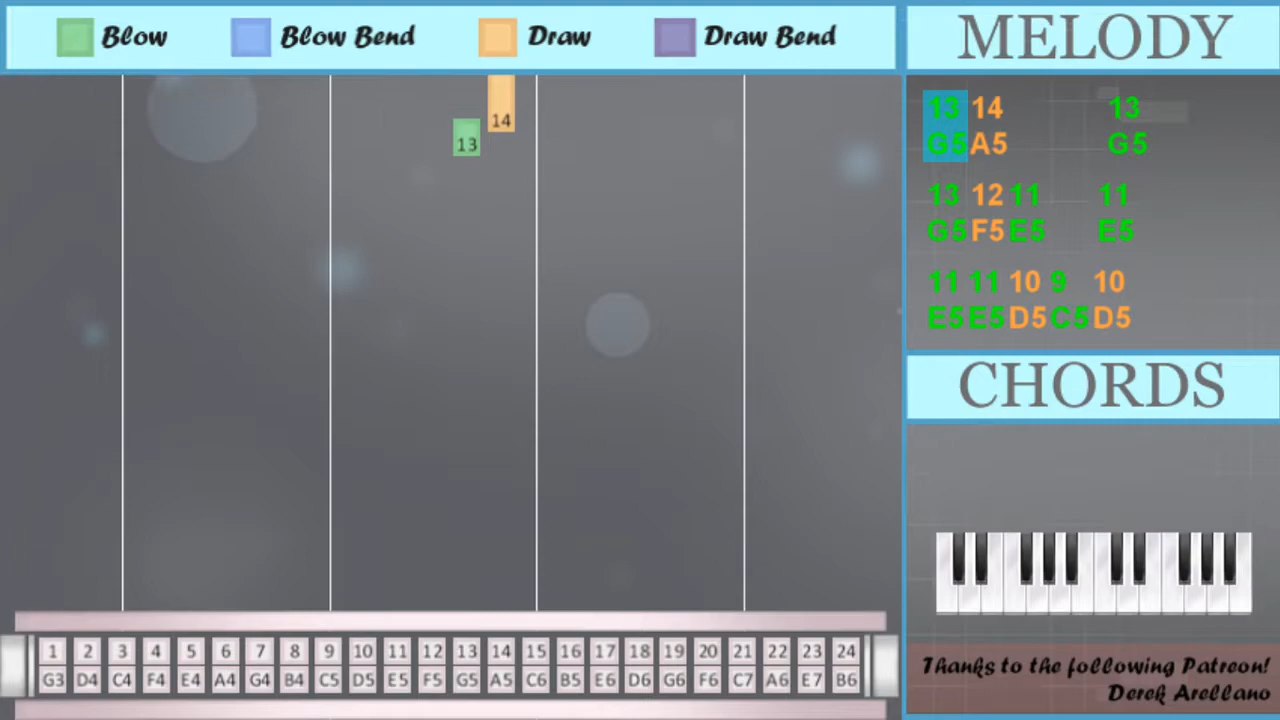 Blow Blow Bend Draw Draw Bend
MELODY
14
13
13 14 13
G5 A5 G5
13 12 11 11
G5 F5 E5 E5
11 11 10 9 10
E5 E5 D5 C5 D5
CHORDS
1 2 3 4 5 6 7 8 9 10 11 12 13 14 15 16 17 18 19 20 21 22 23 24
G3 D4 C4 F4 E4 A4 G4 B4 C5 D5 E5 F5 G5 A5 C6 B5 E6 D6 G6 F6 C7 A6 E7 B6
Thanks to the following Patreon!
Derek Arellano